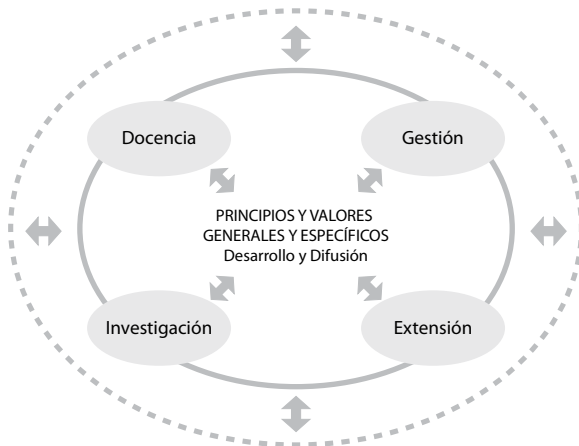 Docencia
Gestión
PRINCIPIOS Y VALORES
GENERALES Y ESPECÍFICOS
Desarrollo y Difusión
Investigación
Extensión